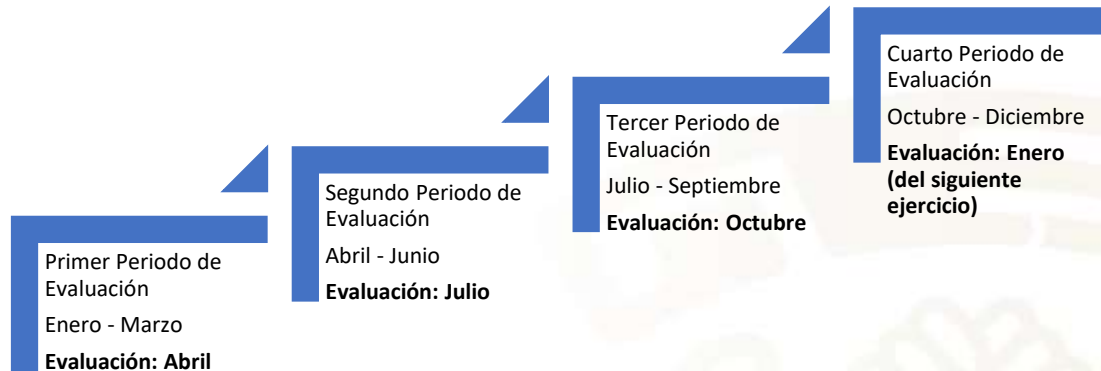 Primer Periodo de
Evaluación
Enero - Marzo
Evaluación: Abril
Segundo Periodo de
Evaluación
Abril - Junio
Evaluación: Julio
Tercer Periodo de
Evaluación
Julio - Septiembre
Evaluación: Octubre
Cuarto Periodo de
Evaluación
Octubre - Diciembre
Evaluación: Enero
(del siguiente
ejercicio)